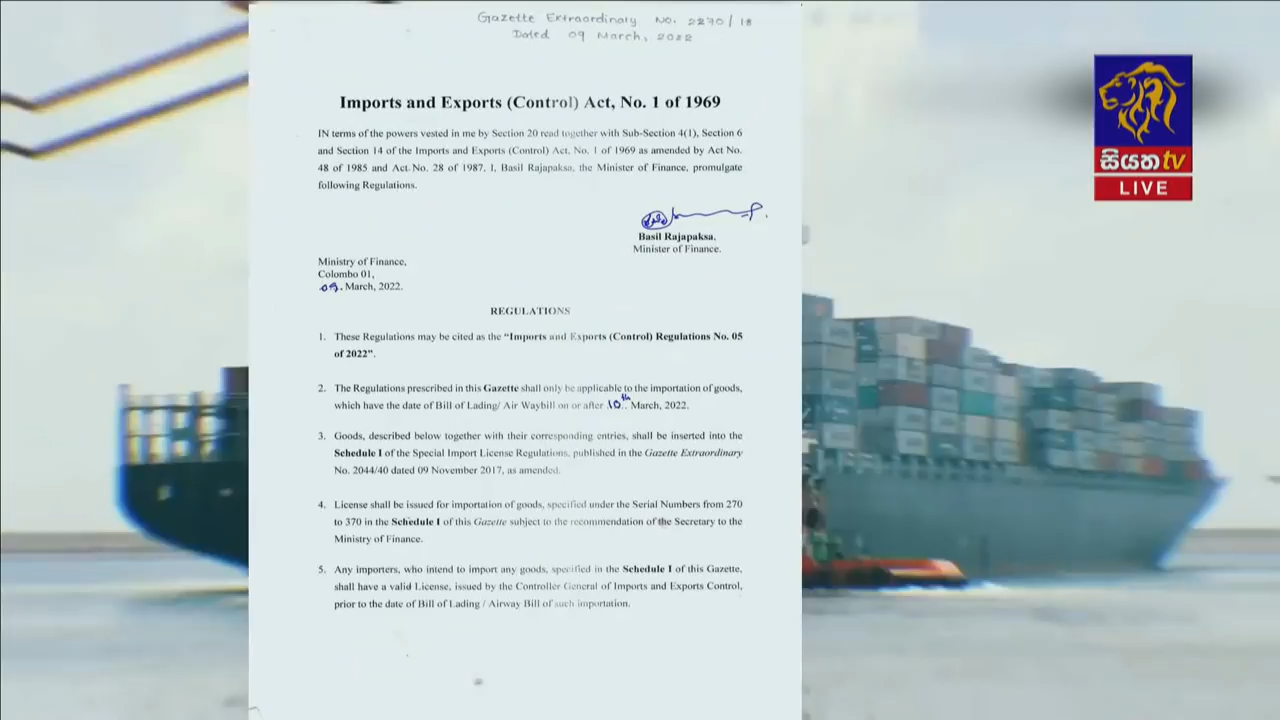 Gazette Extraordinary No. 2270/18
Dated 09 March, 2022
Imports and Exports (Control) Act, No. 1 of 1969
IN terms of the powers vested in me by Section 20 read together with Sub-Section 4(1), Section 6
and Section 14 of the Imports and Exports (Control) Act, No. 1 of 1969 as amended by Act No.
48 of 1985 and Act No. 28 of 1987, I, Basil Rajapaksa, the Minister of Finance, promulgate
following Regulations.
Basil Rajapaksa,
Minister of Finance.
Ministry of Finance,
Colombo 01,
09. March, 2022.
REGULATIONS
1. These Regulations may be cited as the “Imports and Exports (Control) Regulations No. 05
of 2022”.
2. The Regulations prescribed in this Gazette shall only be applicable to the importation of goods,
which have the date of Bill of Lading/ Air Waybill on or after 10th.. March, 2022.
3. Goods, described below together with their corresponding entries, shall be inserted into the
Schedule I of the Special Import License Regulations, published in the Gazette Extraordinary
No. 2044/40 dated 09 November 2017, as amended.
4. License shall be issued for importation of goods, specified under the Serial Numbers from 270
to 370 in the Schedule I of this Gazette subject to the recommendation of the Secretary to the
Ministry of Finance.
5. Any importers, who intend to import any goods, specified in the Schedule I of this Gazette,
shall have a valid License, issued by the Controller General of Imports and Exports Control,
prior to the date of Bill of Lading / Airway Bill of such importation.
සියත tv
LIVE